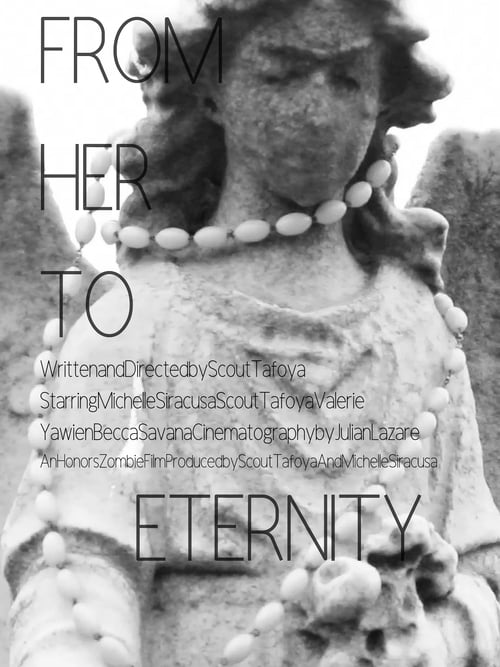 FROM
HER
TO
WrittenandDirectedbyScoutTafoya
StarringMichelleSiracusaScoutTafoyaValerie
YawienBeccaSavanaCinematographybyJulianLazare
AnHonorsZombieFilmProducedbyScoutTafoyaAndMichelleSiracusa
ETERNITY